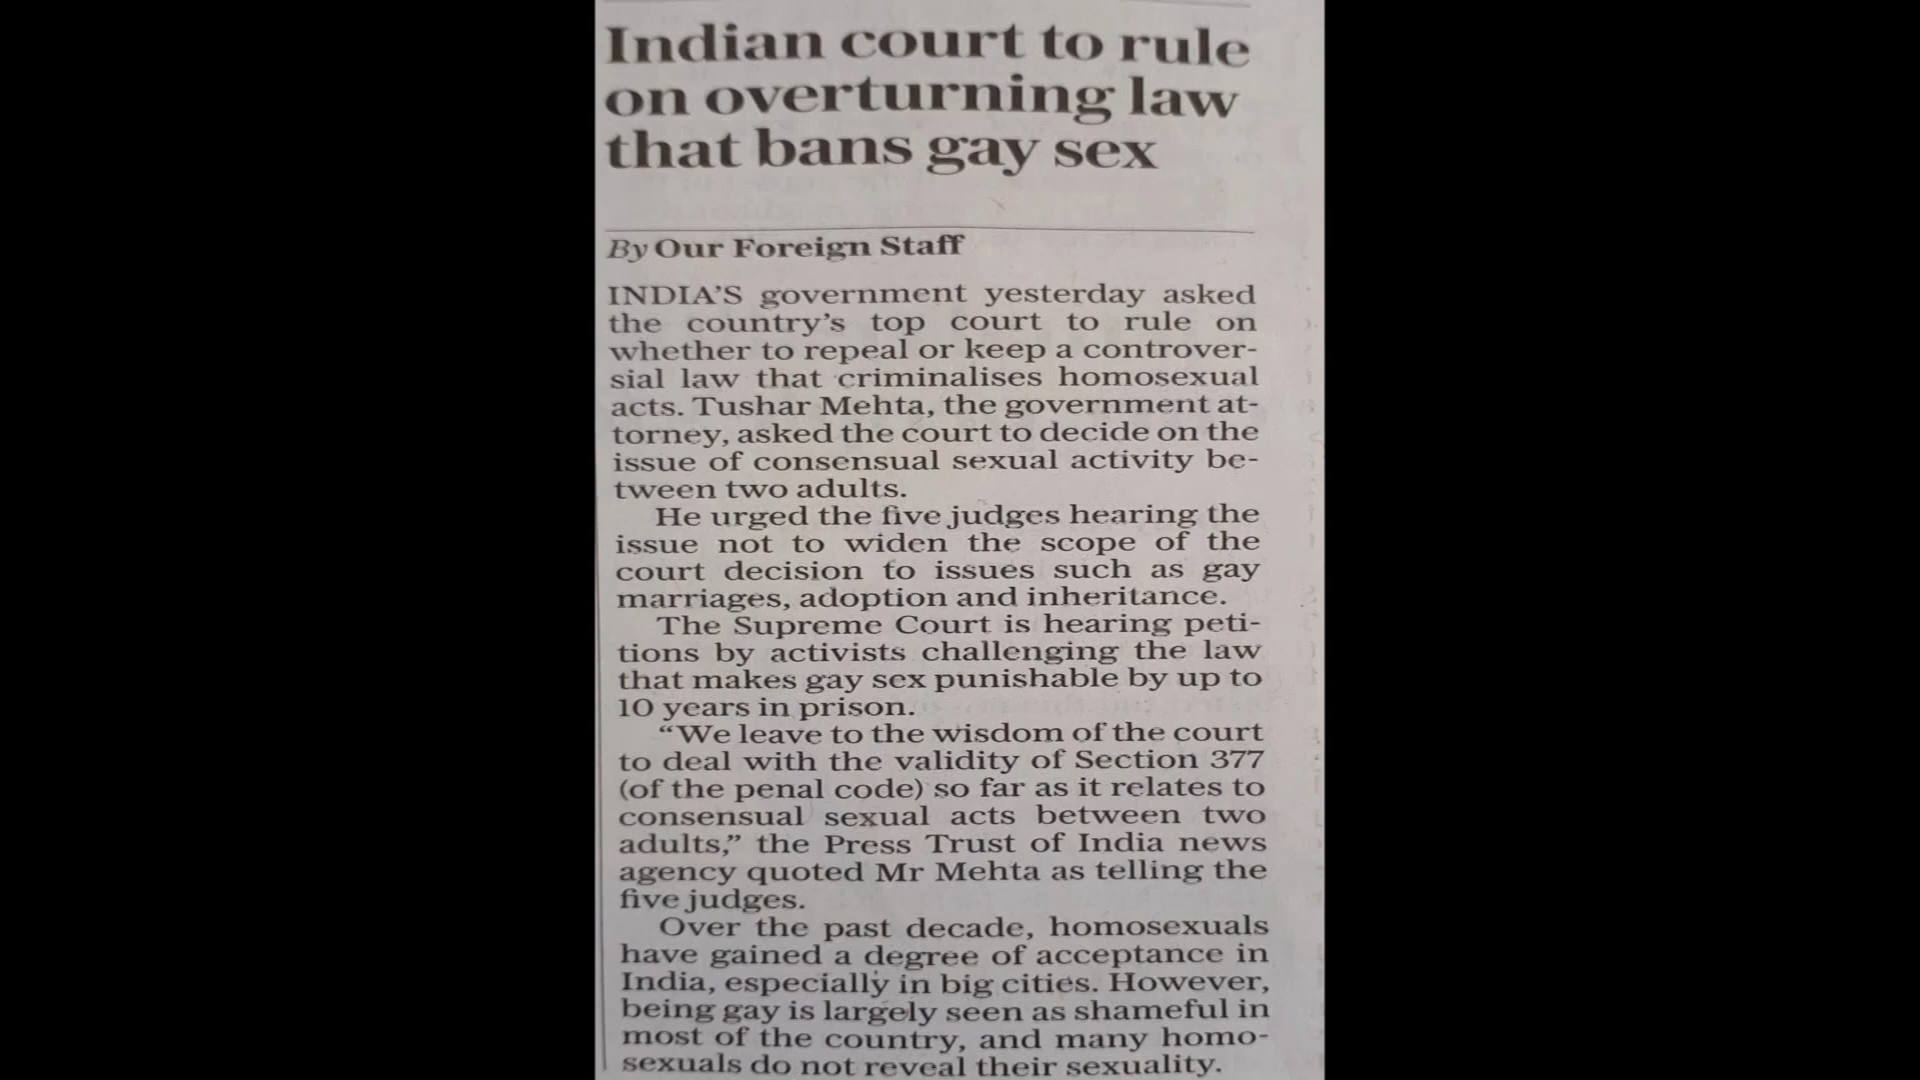 Indian court to rule
on overturning law
that bans gay sex
By Our Foreign Staff
INDIA'S government yesterday asked
the country's top court to rule on
whether to repeal or keep a controver-
sial law that criminalises homosexual
acts. Tushar Mehta, the government at-
torney, asked the court to decide on the
issue of consensual sexual activity be-
tween two adults.
He urged the five judges hearing the
issue not to widen the scope of the
court decision to issues such as gay
marriages, adoption and inheritance.
The Supreme Court is hearing peti-
tions by activists challenging the law
that makes gay sex punishable by up to
10 years in prison.
“We leave to the wisdom of the court
to deal with the validity of Section 377
(of the penal code) so far as it relates to
consensual sexual acts between two
adults,” the Press Trust of India news
agency quoted Mr Mehta as telling the
five judges.
Over the past decade, homosexuals
have gained a degree of acceptance in
India, especially in big cities. However,
being gay is largely seen as shameful in
most of the country, and many homo-
sexuals do not reveal their sexuality.